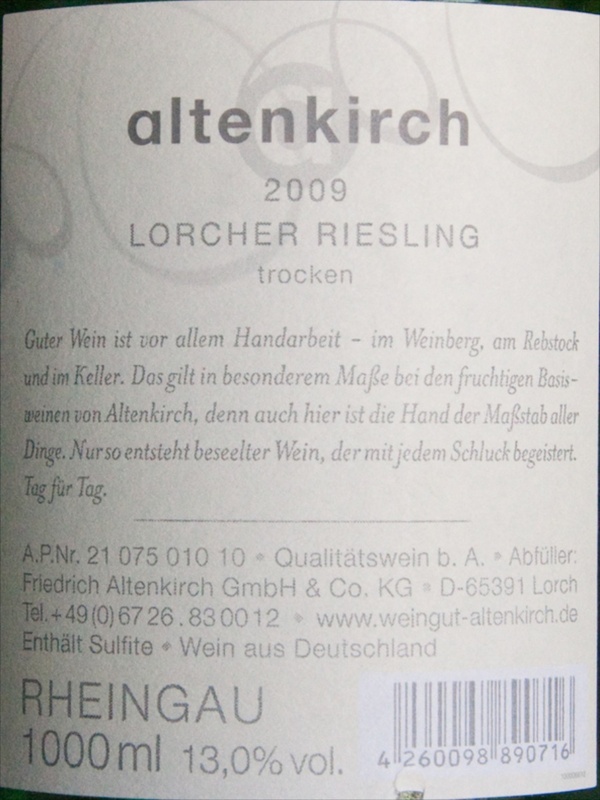 altenkirch
2009
LORCHER RIESLING
trocken
Guter Wein ist vor allem Handarbeit – im Weinberg, am Rebstock
und im Keller. Das gilt in besonderem Maße bei den fruchtigen Basis-
weinen von Altenkirch, denn auch hier ist die Hand der Maßstab aller
Dinge. Nur so entsteht beseelter Wein, der mit jedem Schluck begeistert.
Tag für Tag.
A.P.Nr. 21 075 010 10 • Qualitätswein b. A. • Abfüller:
Friedrich Altenkirch GmbH & Co. KG • D-65391 Lorch
Tel. +49 (0) 67 26 . 83 00 12 • www.weingut-altenkirch.de
Enthält Sulfite • Wein aus Deutschland
RHEINGAU
1000 ml 13,0% vol.
4 260098 890716